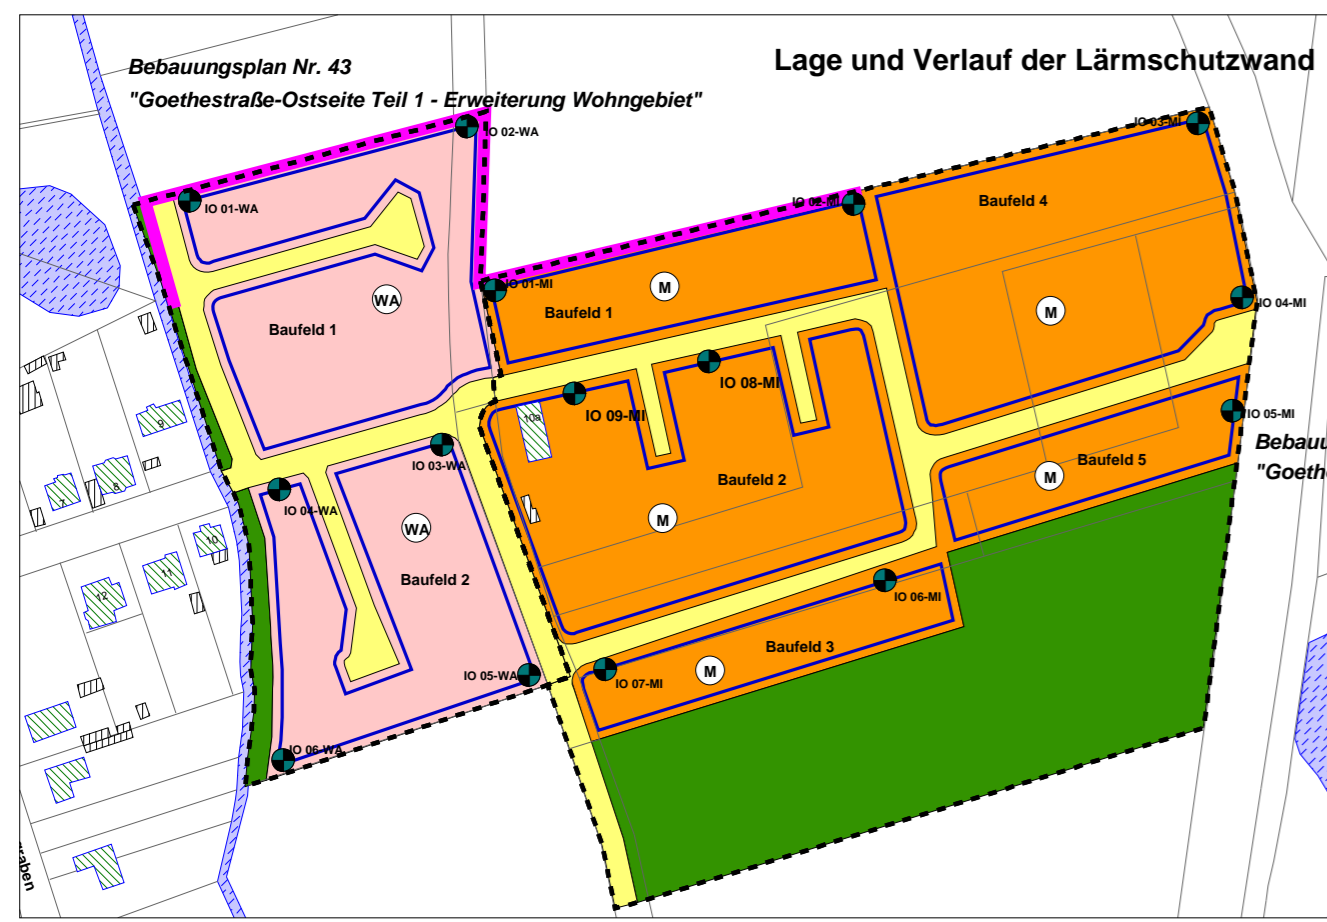 Lage und Verlauf der Lärmschutzwand
Bebauungsplan Nr. 43
"Goethestraße-Ostseite Teil 1 - Erweiterung Wohngebiet"
IO 02-WA
IO 03-MI
IO 01-WA
IO 02-MI
Baufeld 4
IO 01-MI
M
WA
IO 04-MI
Baufeld 1
M
Baufeld 1
IO 08-MI
IO 09-MI
IO 05-MI
10a
9
Bebau
"Goeth
IO 03-WA
Baufeld 5
M
8
7
Baufeld 2
IO 04-WA
M
WA
10
11
Baufeld 2
12
IO 06-MI
Baufeld 3
M
IO 05-WA
IO 07-MI
IO 06-WA
raben